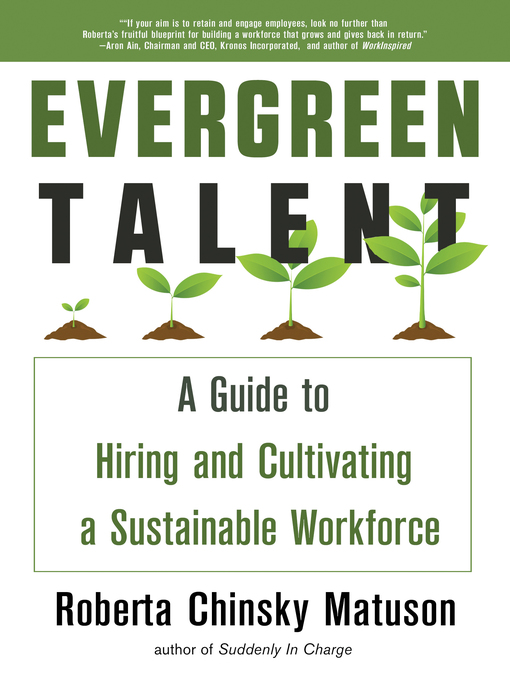 ““If your aim is to retain and engage employees, look no further than
Roberta’s fruitful blueprint for building a workforce that grows and gives back in return.”
—Aron Ain, Chairman and CEO, Kronos Incorporated, and author of WorkInspired
EVERGREEN
TALENT
A Guide to
Hiring and Cultivating
a Sustainable Workforce
Roberta Chinsky Matuson
author of Suddenly In Charge